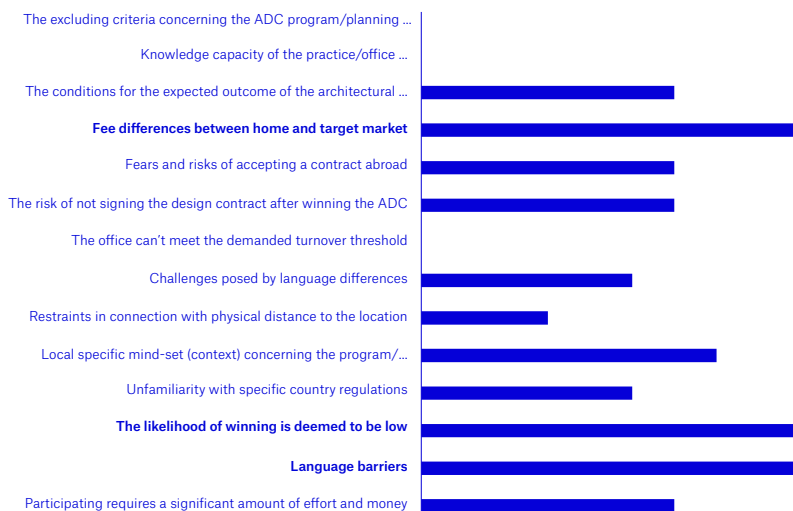 The excluding criteria concerning the ADC program/planning ...
Knowledge capacity of the practice/office ...
The conditions for the expected outcome of the architectural ...
Fee differences between home and target market
Fears and risks of accepting a contract abroad
The risk of not signing the design contract after winning the ADC
The office can't meet the demanded turnover threshold
Challenges posed by language differences
Restraints in connection with physical distance to the location
Local specific mind-set (context) concerning the program/...
Unfamiliarity with specific country regulations
The likelihood of winning is deemed to be low
Language barriers
Participating requires a significant amount of effort and money